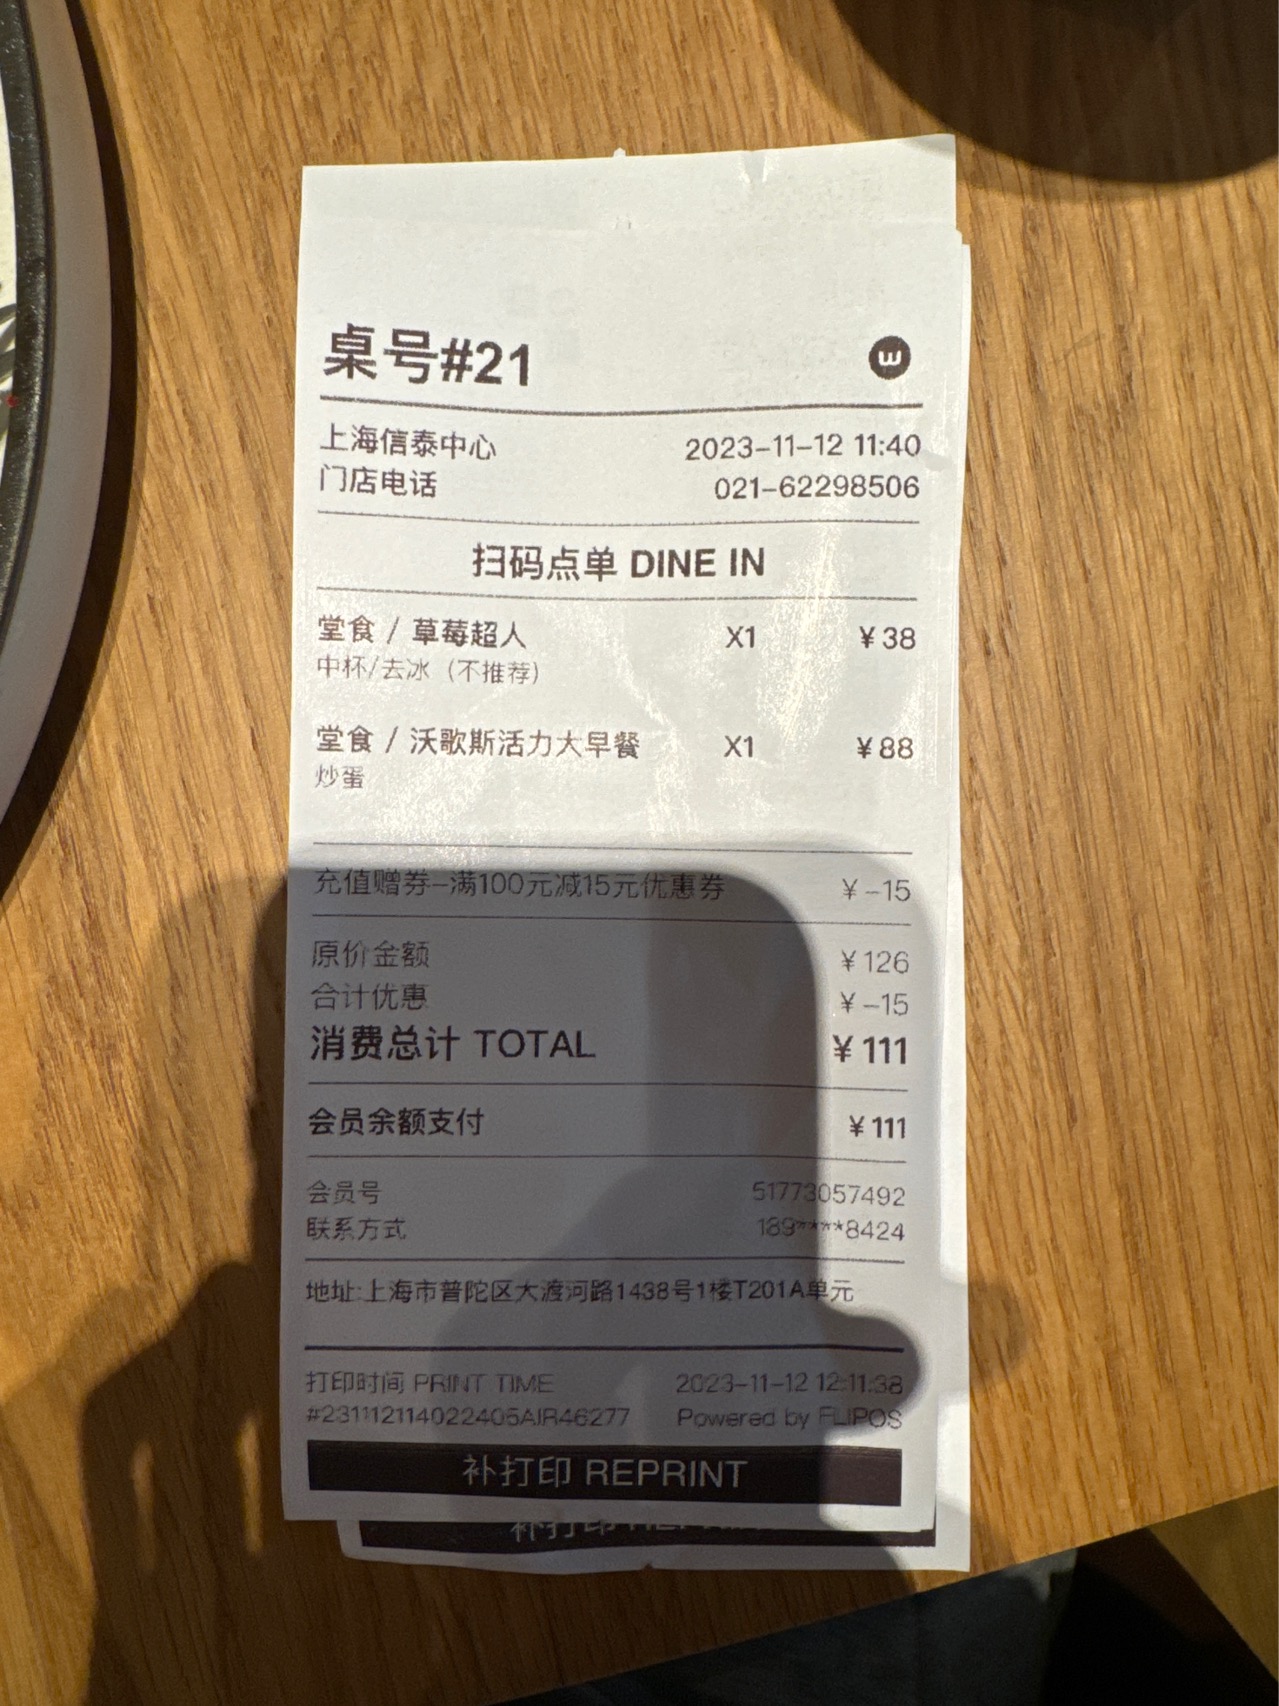 桌号#21
上海信泰中心 2023-11-12 11:40
门店电话 021-62298506
扫码点单 DINE IN
堂食 / 草莓超人 X1 ¥38
中杯/去冰（不推荐）
堂食 / 沃歌斯活力大早餐 X1 ¥88
炒蛋
充值赠券-满100元减15元优惠券 ¥-15
原价金额 ¥126
合计优惠 ¥-15
消费总计 TOTAL ¥111
会员余额支付 ¥111
会员号 51773057492
联系方式 189****8424
地址:上海市普陀区大渡河路1438号1楼T201A单元
打印时间 PRINT TIME 2023-11-12 12:11:38
#231112114022405AIR46277 Powered by FLIPOS
补打印 REPRINT
补打印 REPRINT